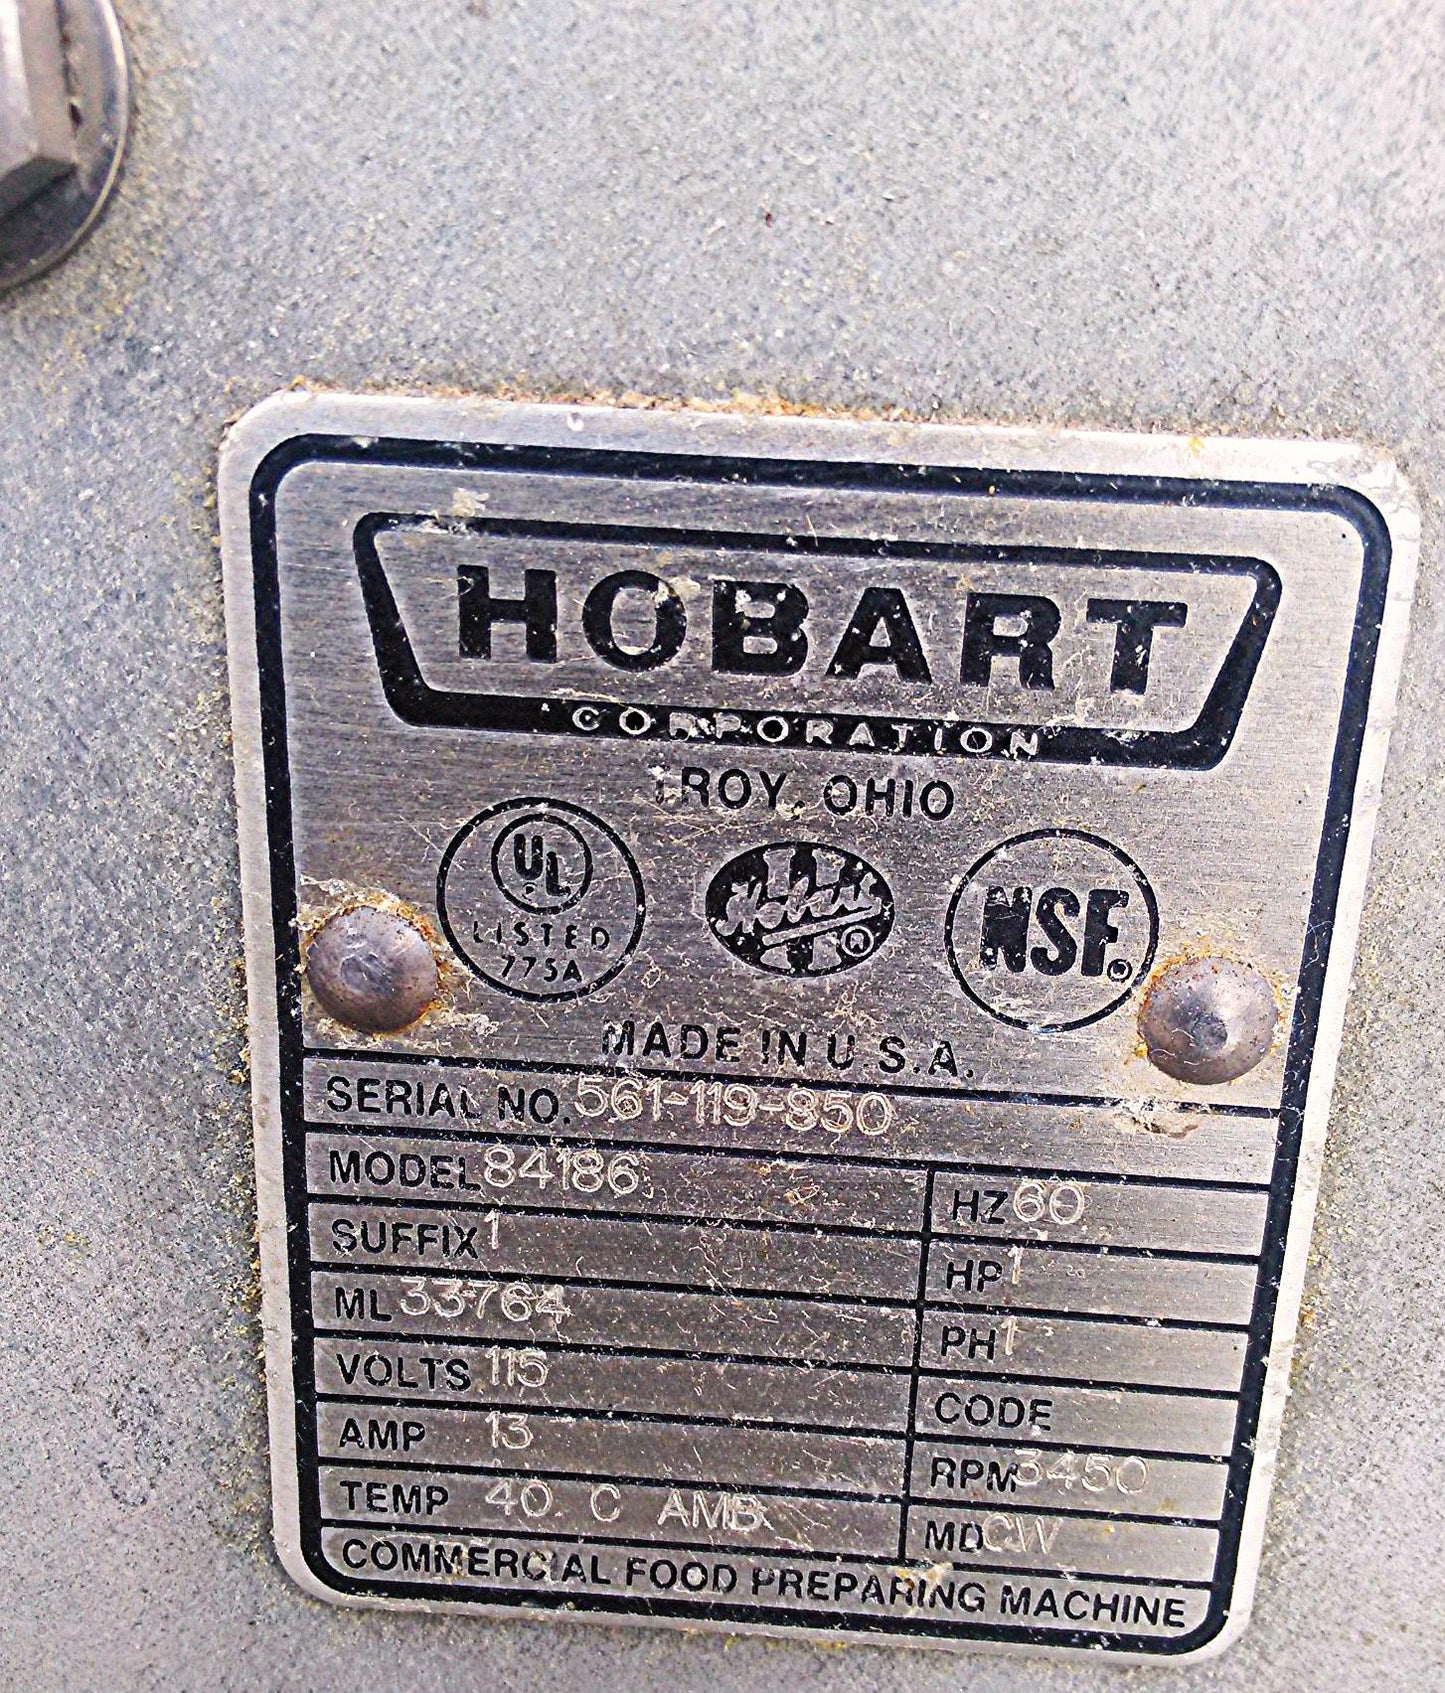 HOBART
CORPORATION
TROY, OHIO
UL
LISTED
775A
Hobart
®
NSF®
MADE IN U.S.A.
SERIAL NO. 561-119-850
MODEL 84186 HZ 60
SUFFIX 1 HP 1
ML 33764 PH 1
VOLTS 115 CODE
AMP 13 RPM 3450
TEMP 40. C AMB. MD CW
COMMERCIAL FOOD PREPARING MACHINE